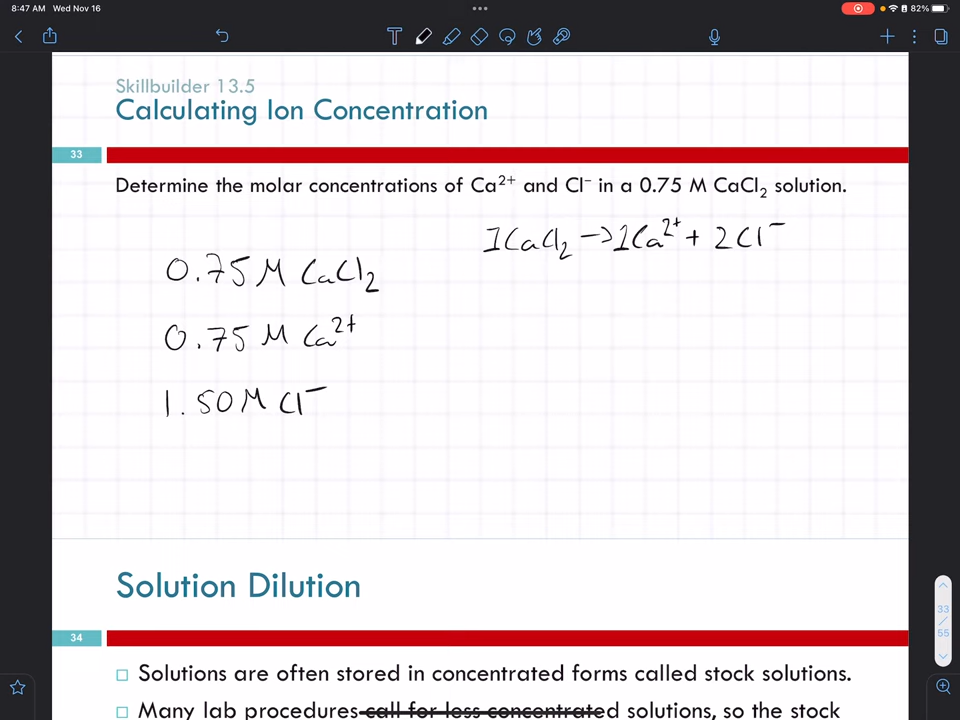 8:47 AM Wed Nov 16
82%
Skillbuilder 13.5
Calculating Ion Concentration
33
Determine the molar concentrations of Ca²⁺ and Cl⁻ in a 0.75 M CaCl₂ solution.
1CaCl₂ → 1Ca²⁺ + 2Cl⁻
0.75 M CaCl₂
0.75 M Ca²⁺
1.50 M Cl⁻
Solution Dilution
34
33
/
55
Solutions are often stored in concentrated forms called stock solutions.
Many lab procedures call for less concentrated solutions, so the stock